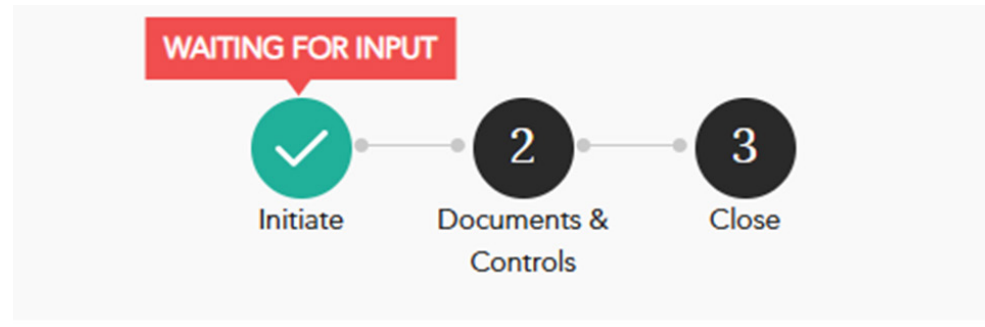 WAITING FOR INPUT
2
3
Initiate
Documents &
Controls
Close